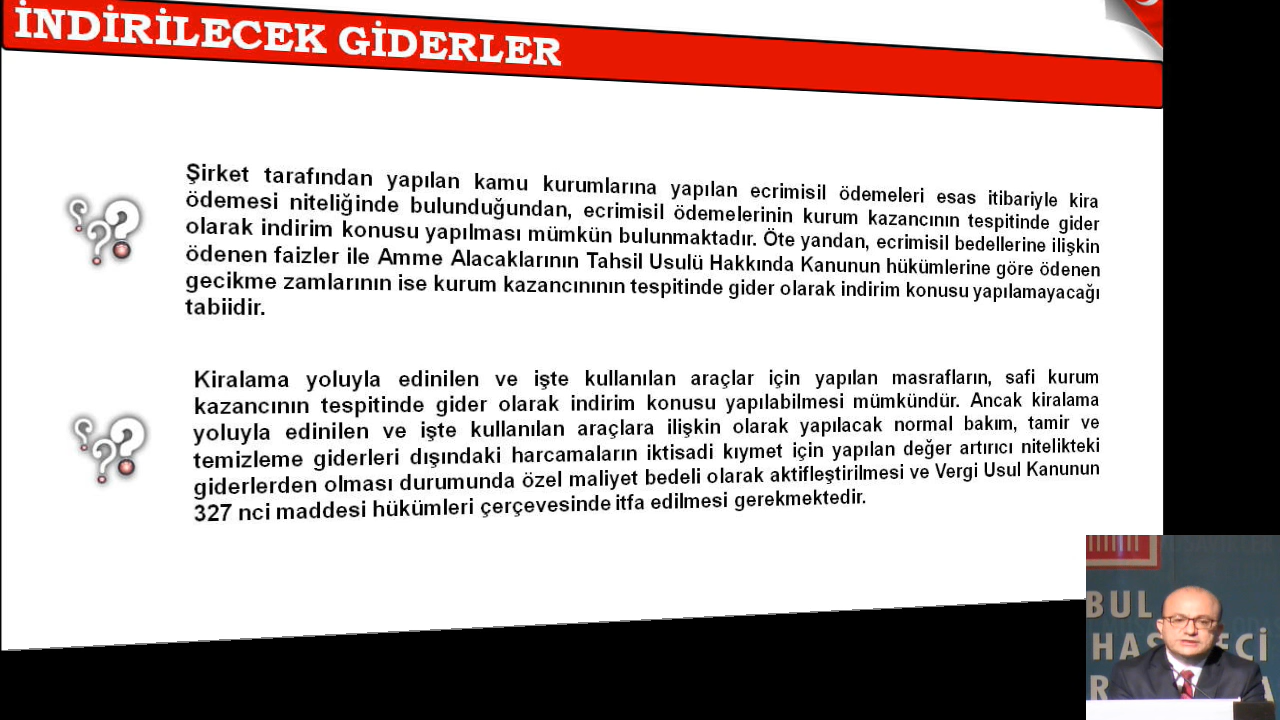 İNDİRİLECEK GİDERLER
Şirket tarafından yapılan kamu kurumlarına yapılan ecrimisil ödemeleri esas itibariyle kira
ödemesi niteliğinde bulunduğundan, ecrimisil ödemelerinin kurum kazancının tespitinde gider
olarak indirim konusu yapılması mümkün bulunmaktadır. Öte yandan, ecrimisil bedellerine ilişkin
ödenen faizler ile Amme Alacaklarının Tahsil Usulü Hakkında Kanunun hükümlerine göre ödenen
gecikme zamlarının ise kurum kazancınının tespitinde gider olarak indirim konusu yapılamayacağı
tabiidir.
Kiralama yoluyla edinilen ve işte kullanılan araçlar için yapılan masrafların, safi kurum
kazancının tespitinde gider olarak indirim konusu yapılabilmesi mümkündür. Ancak kiralama
yoluyla edinilen ve işte kullanılan araçlara ilişkin olarak yapılacak normal bakım, tamir ve
temizleme giderleri dışındaki harcamaların iktisadi kıymet için yapılan değer artırıcı nitelikteki
giderlerden olması durumunda özel maliyet bedeli olarak aktifleştirilmesi ve Vergi Usul Kanunun
327 nci maddesi hükümleri çerçevesinde itfa edilmesi gerekmektedir.
BUL
HAS ECİ